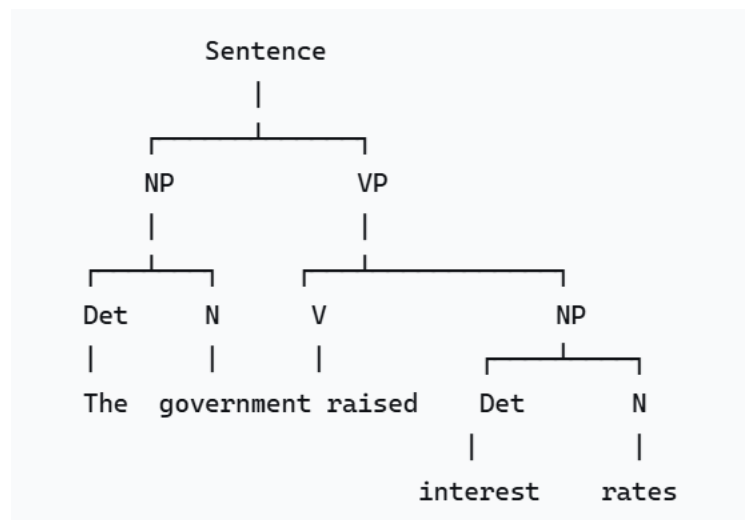 Sentence
NP VP
Det N V NP
The government raised Det N
interest rates